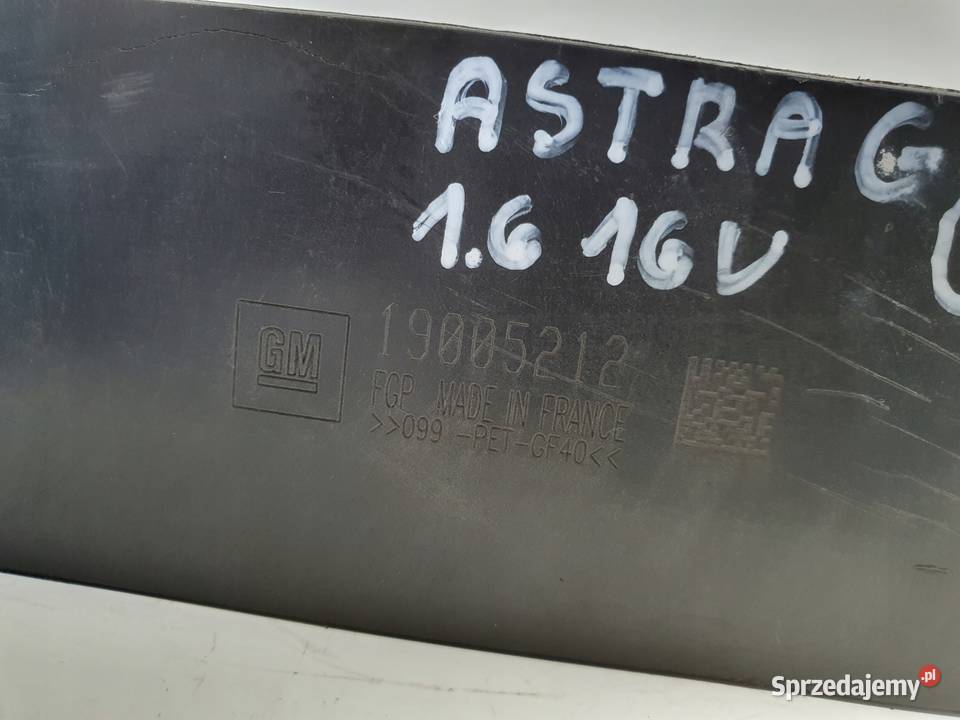 ASTRA G
1.6 16V
GM
19005212
FGP MADE IN FRANCE
>>099 -PET-GF40<<
Sprzedajemy.pl